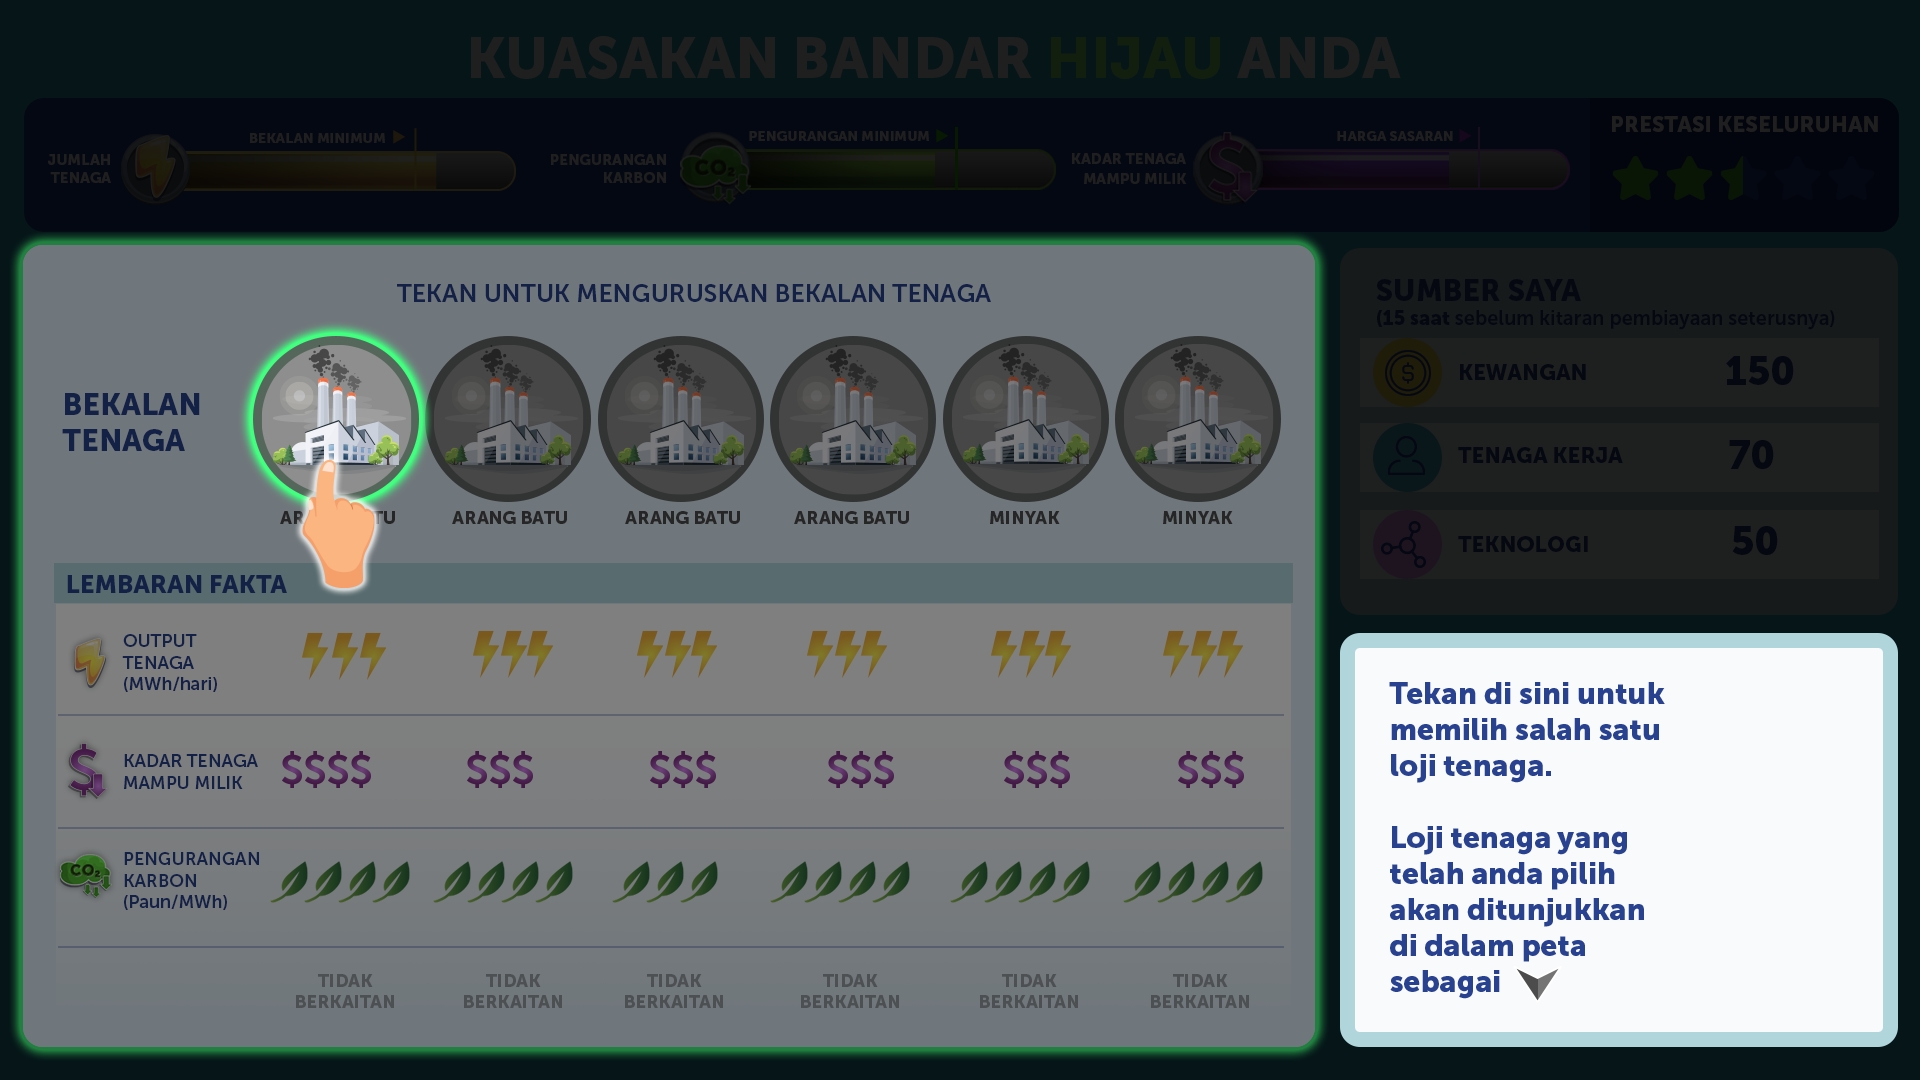 KUASAKAN BANDAR HIJAU ANDA
JUMLAH
TENAGA
BEKALAN MINIMUM
PENGURANGAN
KARBON
CO₂
PENGURANGAN MINIMUM
KADAR TENAGA
MAMPU MILIK
HARGA SASARAN
PRESTASI KESELURUHAN
TEKAN UNTUK MENGURUSKAN BEKALAN TENAGA
BEKALAN
TENAGA
ARANG BATU
ARANG BATU
ARANG BATU
ARANG BATU
MINYAK
MINYAK
LEMBARAN FAKTA
OUTPUT
TENAGA
(MWh/hari)
KADAR TENAGA
MAMPU MILIK
$$$$ $$$ $$$ $$$ $$$ $$$
CO₂
PENGURANGAN
KARBON
(Paun/MWh)
TIDAK
BERKAITAN
TIDAK
BERKAITAN
TIDAK
BERKAITAN
TIDAK
BERKAITAN
TIDAK
BERKAITAN
TIDAK
BERKAITAN
SUMBER SAYA
(15 saat sebelum kitaran pembiayaan seterusnya)
KEWANGAN 150
TENAGA KERJA 70
TEKNOLOGI 50
Tekan di sini untuk
memilih salah satu
loji tenaga.
Loji tenaga yang
telah anda pilih
akan ditunjukkan
di dalam peta
sebagai